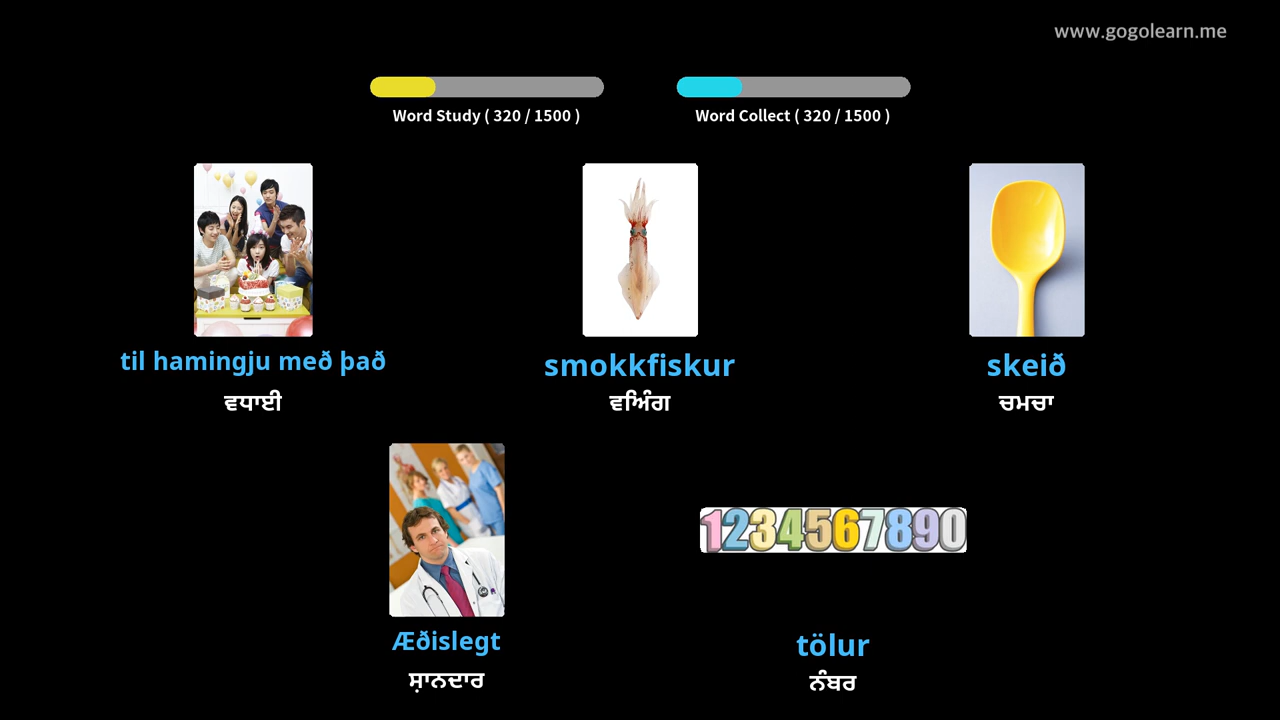 www.gogolearn.me
Word Study ( 320 / 1500 )
Word Collect ( 320 / 1500 )
til hamingju með það
ਵਧਾਈ
smokkfiskur
ਵਅਿੰਗ
skeið
ਚਮਚਾ
Æðislegt
ਸ਼ਾਨਦਾਰ
1234567890
tölur
ਨੰਬਰ